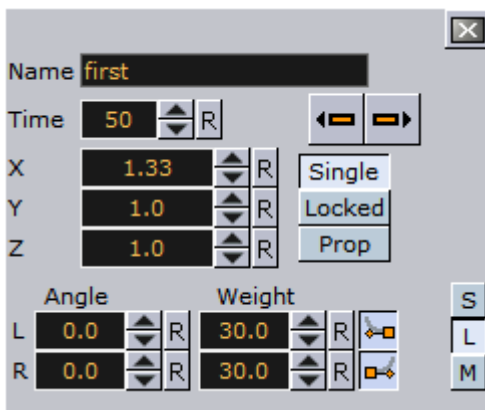 Name first
Time 50 R
X 1.33 R Single
Y 1.0 R Locked
Z 1.0 R Prop
Angle Weight S
L 0.0 R 30.0 R L
R 0.0 R 30.0 R M